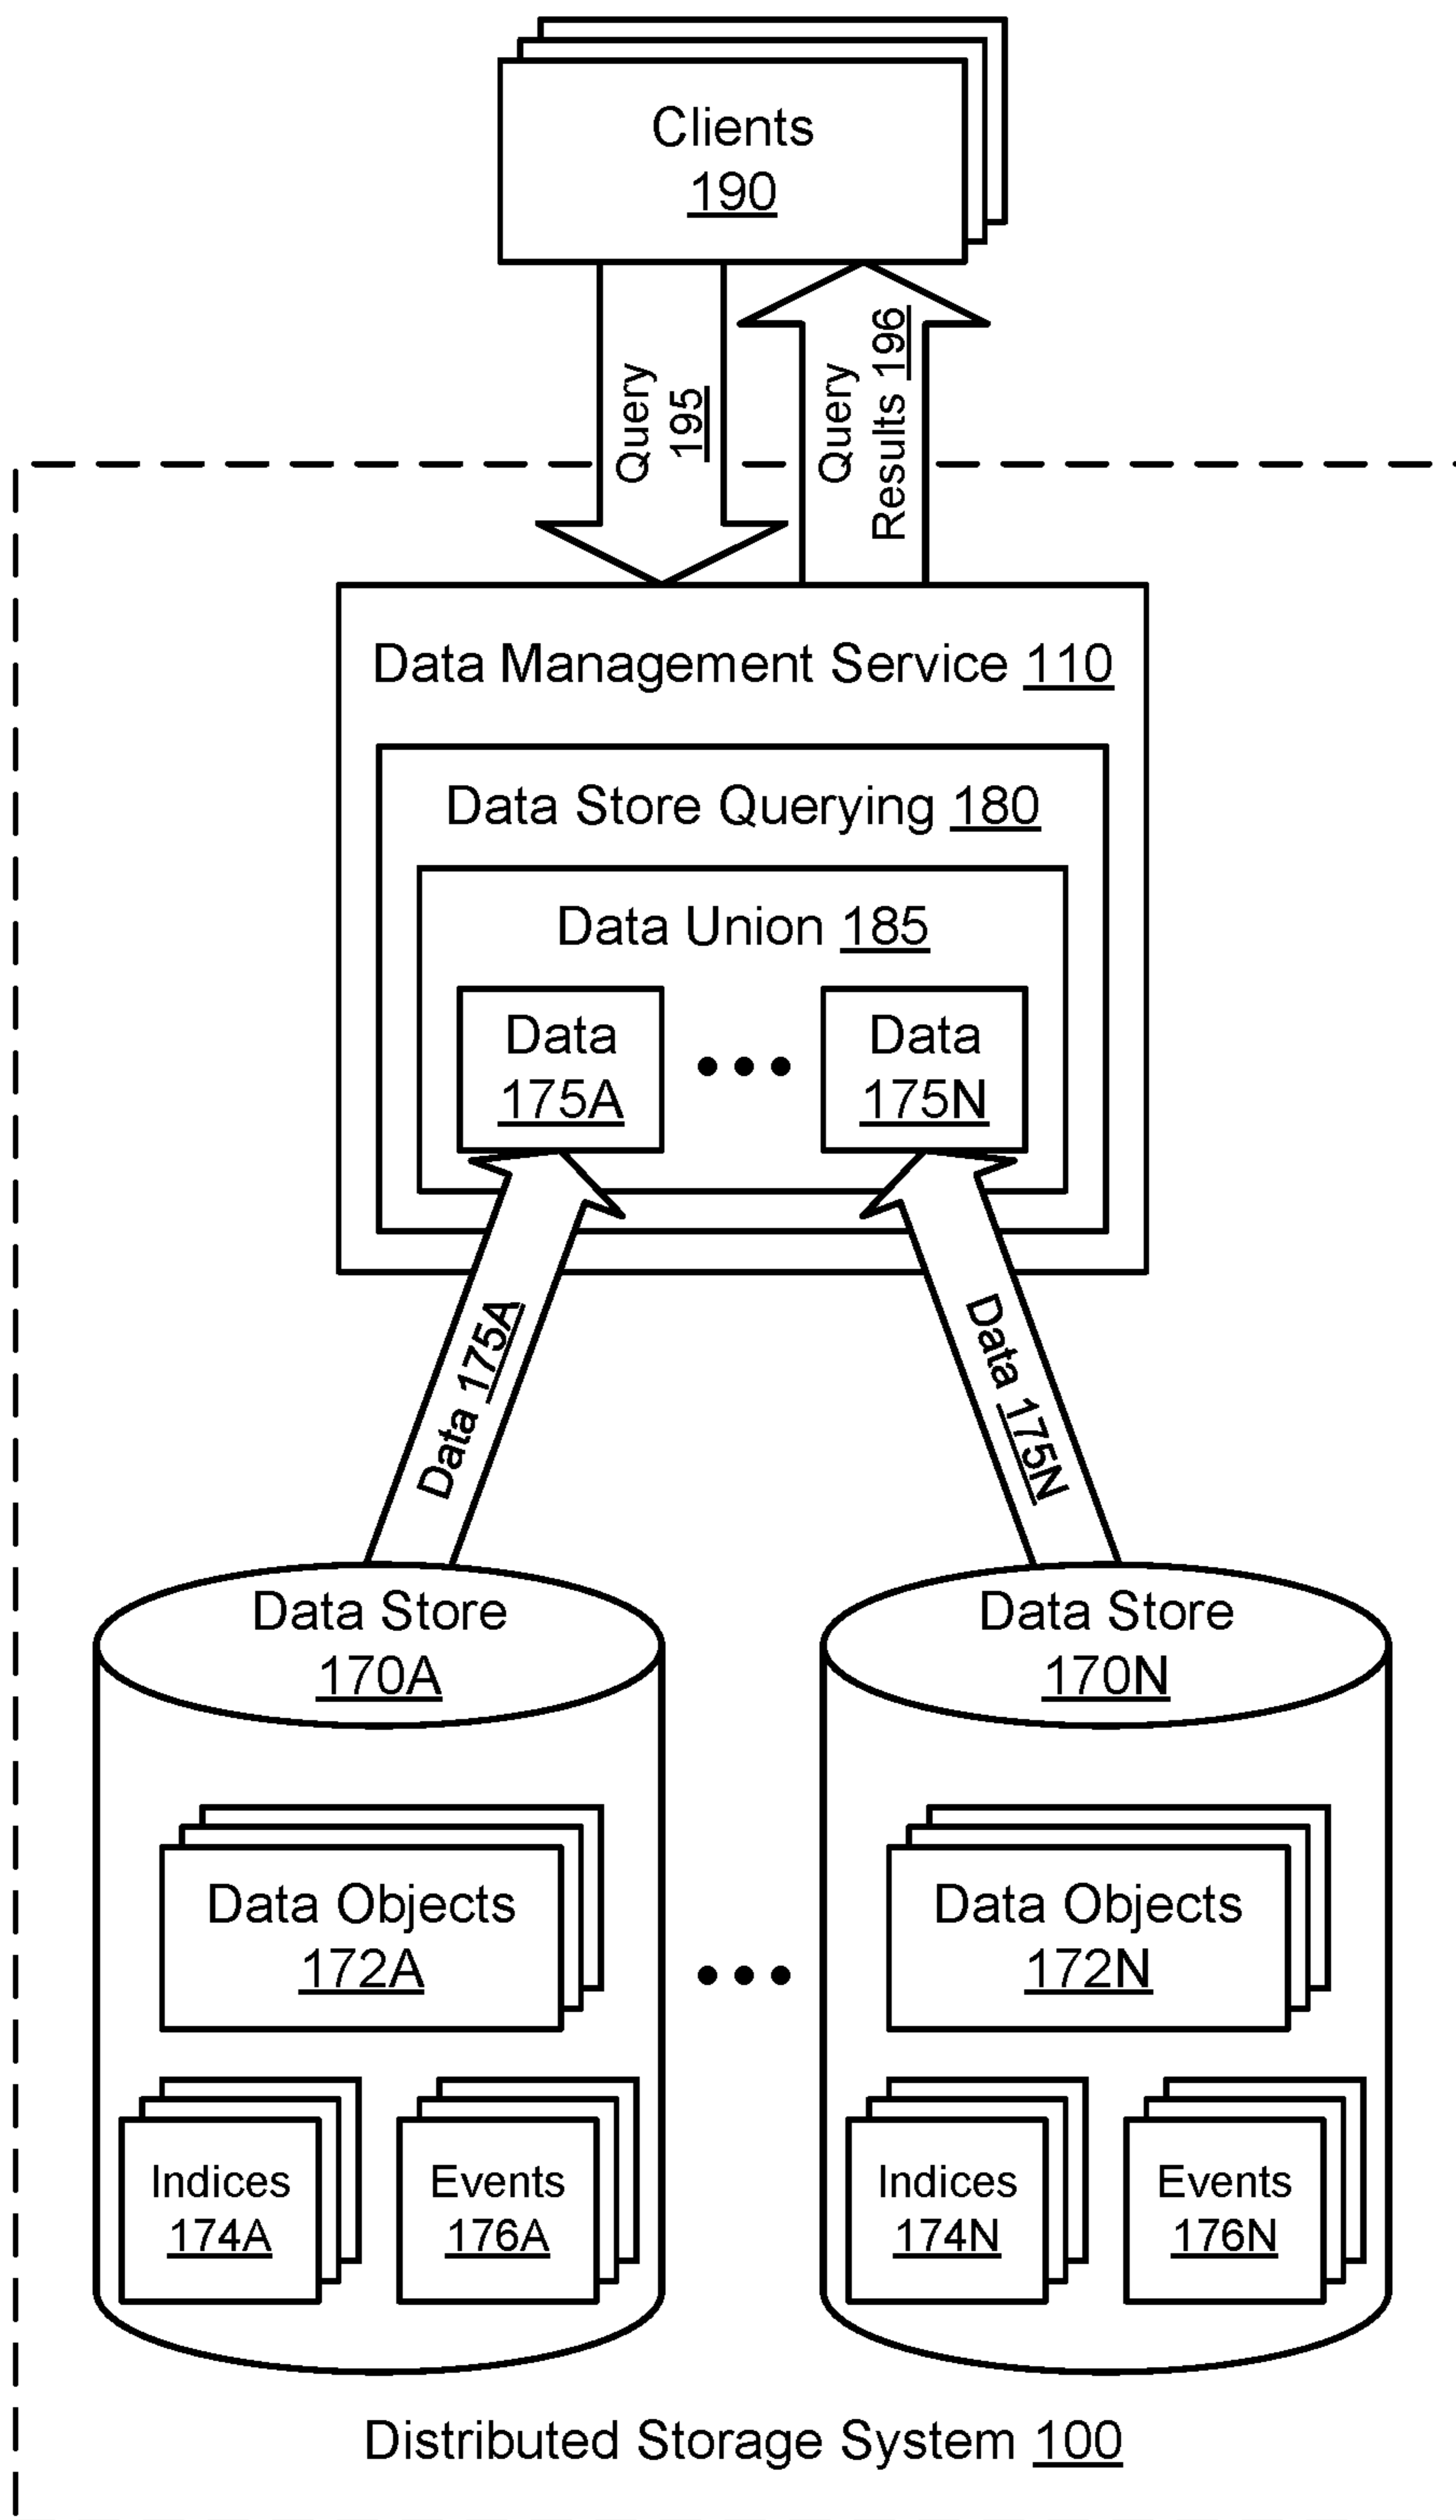 Clients
190
Query
195
Query
Results 196
Data Management Service 110
Data Store Querying 180
Data Union 185
Data
175A
Data
175N
Data 175A
Data 175N
Data Store
170A
Data Store
170N
Data Objects
172A
Data Objects
172N
Indices
174A
Events
176A
Indices
174N
Events
176N
Distributed Storage System 100